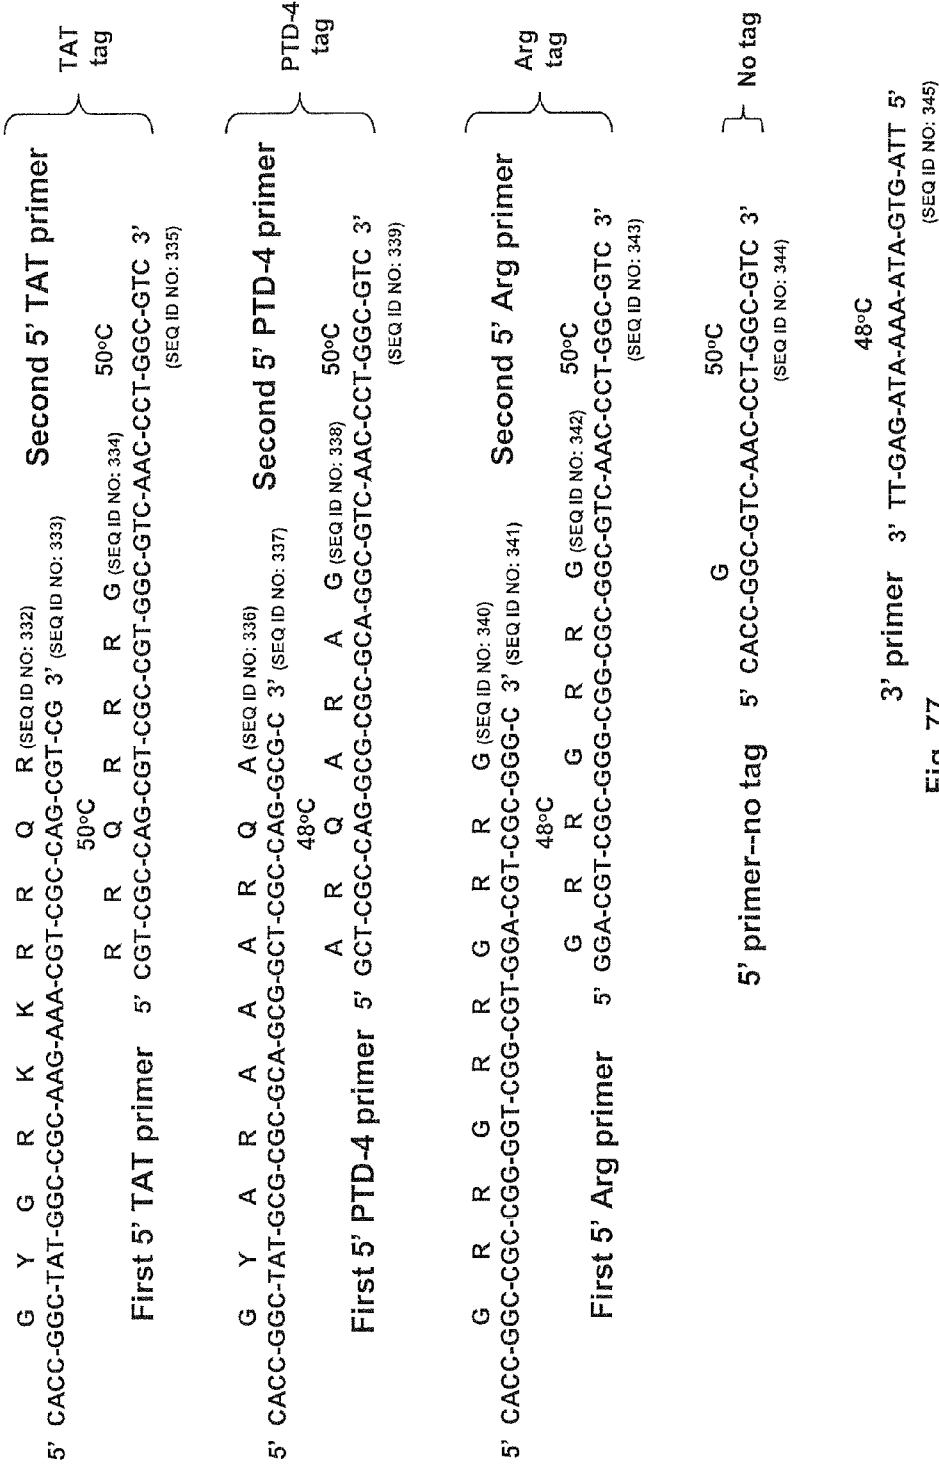 Second 5' TAT primer
G Y G R K K R R Q R (SEQ ID NO: 332)
5' CACC-GGC-TAT-GGC-CGC-AAG-AAA-CGT-CGC-CAG-CGT-CG 3' (SEQ ID NO: 333)
50°C
50°C
R R Q R R R G (SEQ ID NO: 334)
First 5' TAT primer 5' CGT-CGC-CAG-CGT-CGC-CGT-GGC-GTC-AAC-CCT-GGC-GTC 3'
(SEQ ID NO: 335)
TAT
tag
Second 5' PTD-4 primer
G Y A R A A A R Q A (SEQ ID NO: 336)
5' CACC-GGC-TAT-GCG-CGC-GCA-GCG-GCT-CGC-CAG-GCG-C 3' (SEQ ID NO: 337)
48°C
50°C
A R Q A R A G (SEQ ID NO: 338)
First 5' PTD-4 primer 5' GCT-CGC-CAG-GCG-CGC-GCA-GGC-GTC-AAC-CCT-GGC-GTC 3'
(SEQ ID NO: 339)
PTD-4
tag
Second 5' Arg primer
G R R G R R G R R G (SEQ ID NO: 340)
5' CACC-GGC-CGC-CGG-GGT-CGG-CGT-GGA-CGT-CGC-GGG-C 3' (SEQ ID NO: 341)
48°C
50°C
G R R G R R G (SEQ ID NO: 342)
First 5' Arg primer 5' GGA-CGT-CGC-GGG-CGG-CGC-GGC-GTC-AAC-CCT-GGC-GTC 3'
(SEQ ID NO: 343)
Arg
tag
G 50°C
5' primer--no tag 5' CACC-GGC-GTC-AAC-CCT-GGC-GTC 3'
(SEQ ID NO: 344)
No tag
48°C
3' primer 3' TT-GAG-ATA-AAA-ATA-GTG-ATT 5'
(SEQ ID NO: 345)
Fig. 77